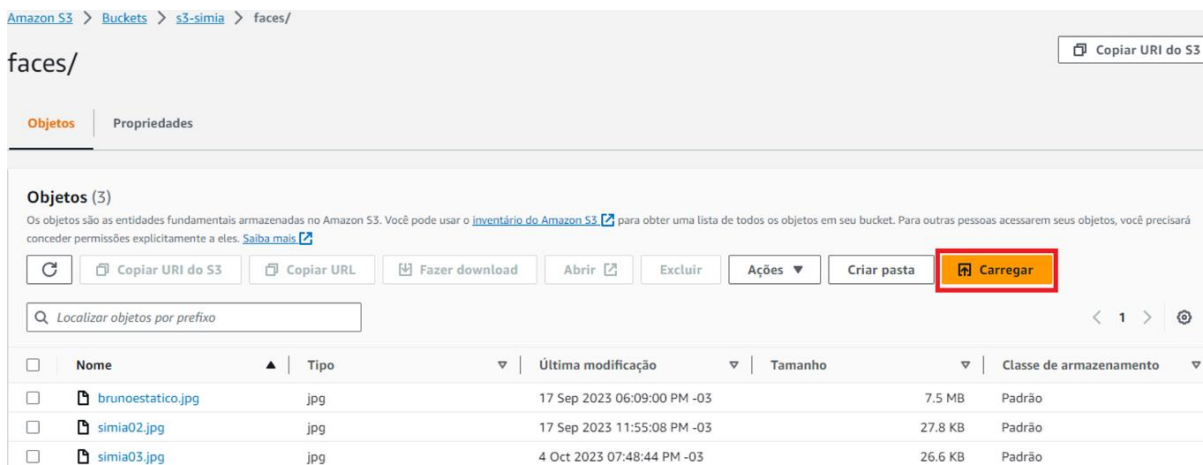 Amazon S3 > Buckets > s3-simia > faces/
faces/
Copiar URI do S3
Objetos Propriedades
Objetos (3)
Os objetos são as entidades fundamentais armazenadas no Amazon S3. Você pode usar o inventário do Amazon S3 para obter uma lista de todos os objetos em seu bucket. Para outras pessoas acessarem seus objetos, você precisará
conceder permissões explicitamente a eles. Saiba mais
Copiar URI do S3 Copiar URL Fazer download Abrir Excluir Ações Criar pasta Carregar
Localizar objetos por prefixo < 1 >
Nome Tipo Última modificação Tamanho Classe de armazenamento
brunoestatico.jpg jpg 17 Sep 2023 06:09:00 PM -03 7.5 MB Padrão
simia02.jpg jpg 17 Sep 2023 11:55:08 PM -03 27.8 KB Padrão
simia03.jpg jpg 4 Oct 2023 07:48:44 PM -03 26.6 KB Padrão